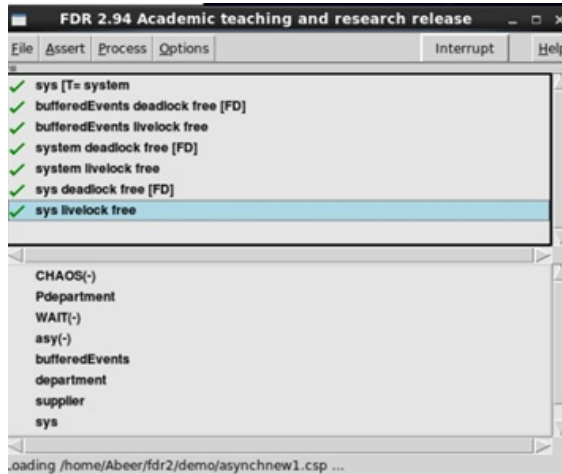 FDR 2.94 Academic teaching and research release
File Assert Process Options Interrupt Help
sys [T= system
bufferedEvents deadlock free [FD]
bufferedEvents livelock free
system deadlock free [FD]
system livelock free
sys deadlock free [FD]
sys livelock free
CHAOS(-)
Pdepartment
WAIT(-)
asy(-)
bufferedEvents
department
supplier
sys
Loading /home/Abeer/fdr2/demo/asynchnew1.csp ...